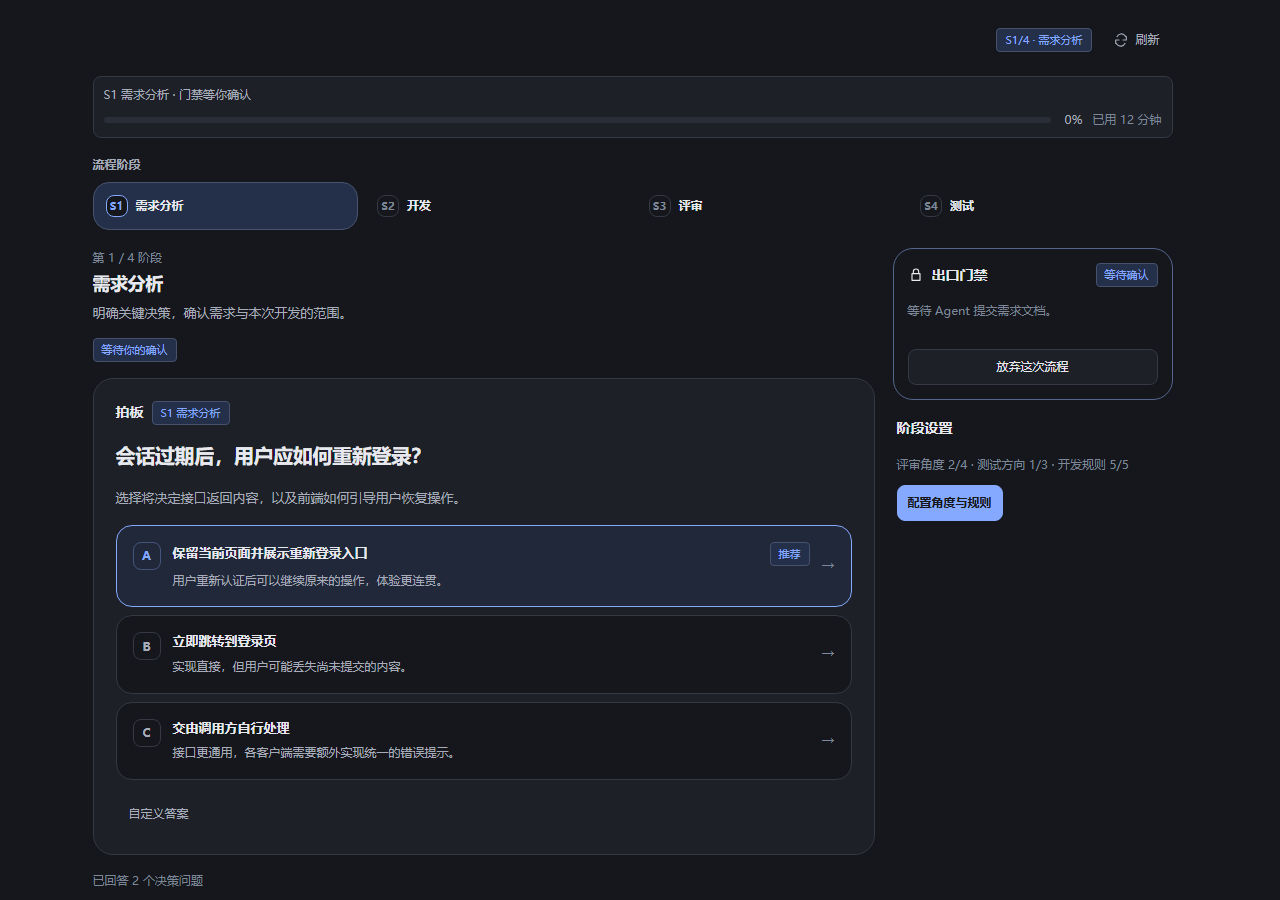 S1/4 · 需求分析
刷新
S1 需求分析 · 门禁等你确认
0% 已用 12 分钟
流程阶段
S1 需求分析
S2 开发
S3 评审
S4 测试
第 1 / 4 阶段
需求分析
明确关键决策，确认需求与本次开发的范围。
等待你的确认
拍板 S1 需求分析
会话过期后，用户应如何重新登录？
选择将决定接口返回内容，以及前端如何引导用户恢复操作。
A 保留当前页面并展示重新登录入口 推荐 →
用户重新认证后可以继续原来的操作，体验更连贯。
B 立即跳转到登录页 →
实现直接，但用户可能丢失尚未提交的内容。
C 交由调用方自行处理 →
接口更通用，各客户端需要额外实现统一的错误提示。
自定义答案
已回答 2 个决策问题
出口门禁 等待确认
等待 Agent 提交需求文档。
放弃这次流程
阶段设置
评审角度 2/4 · 测试方向 1/3 · 开发规则 5/5
配置角度与规则